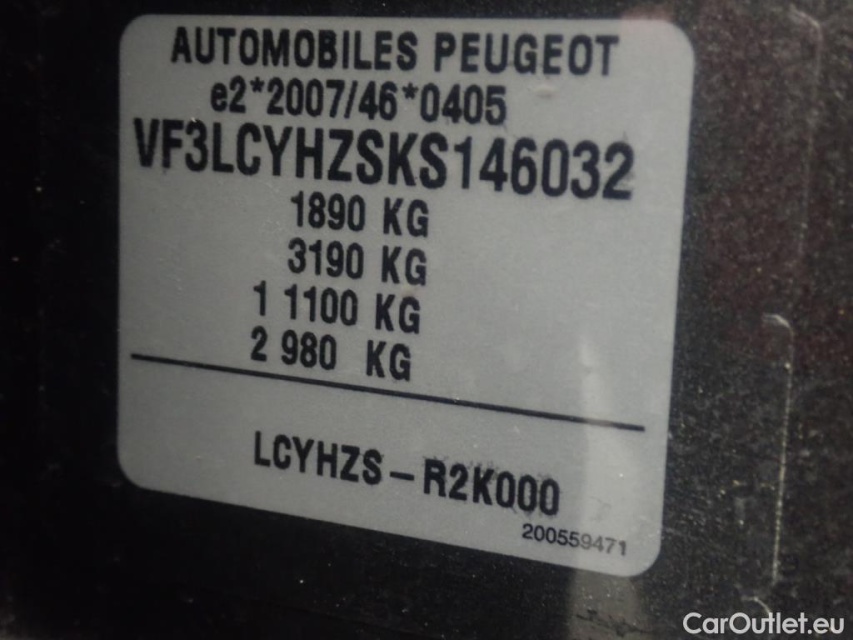 AUTOMOBILES PEUGEOT
e2*2007/46*0405
VF3LCYHZSKS146032
1890 KG
3190 KG
1 1100 KG
2 980 KG
LCYHZS-R2K000
200559471
CarOutlet.eu